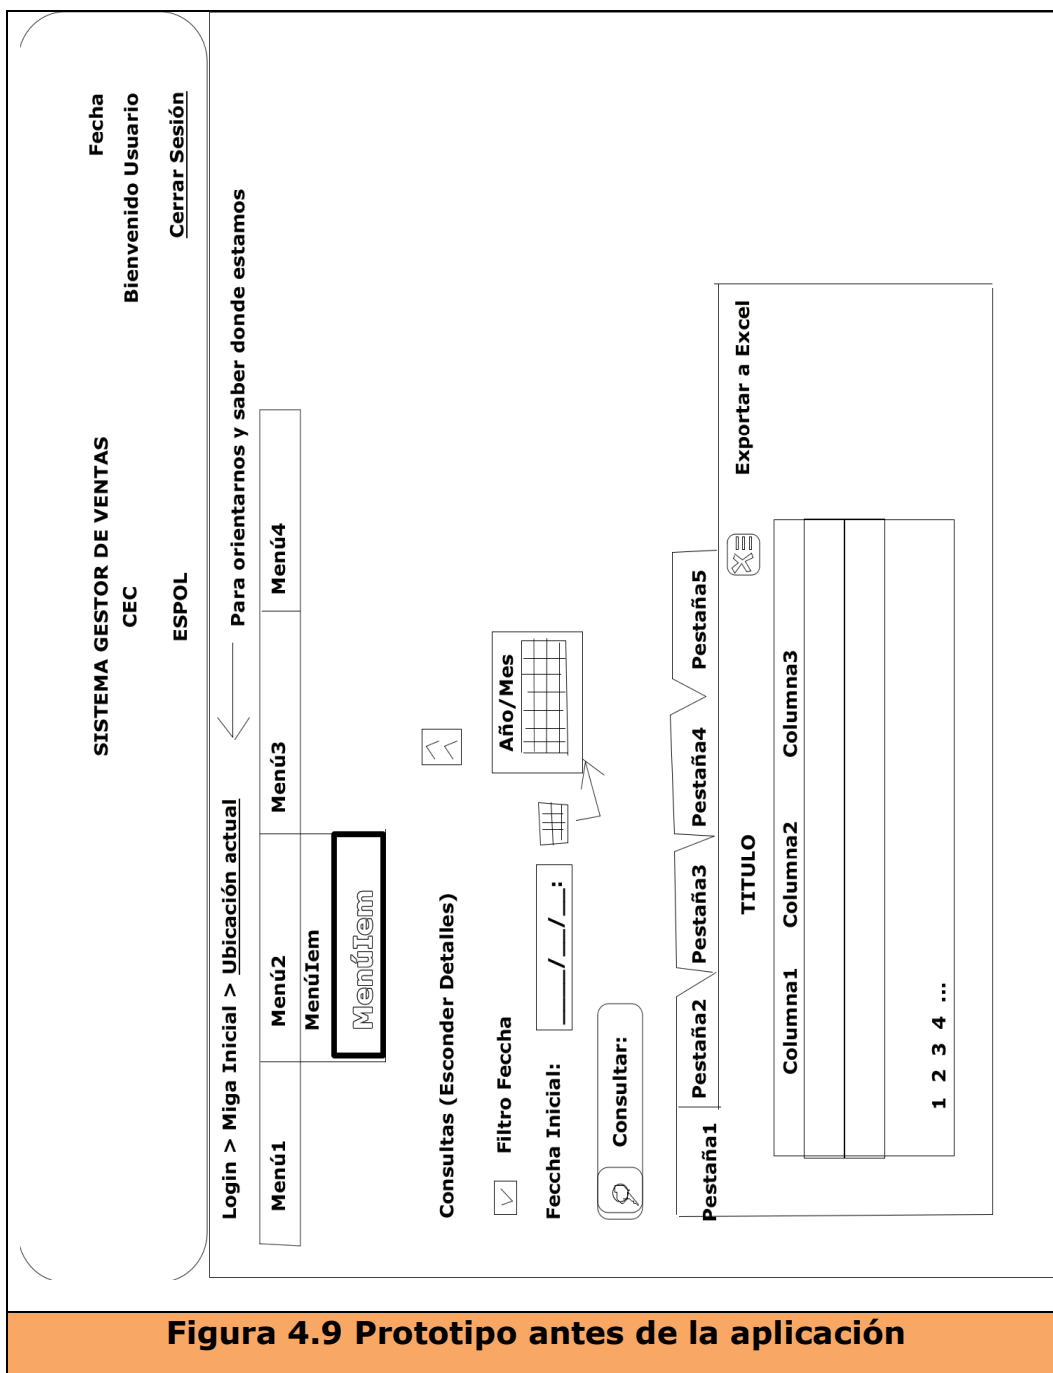 Fecha
SISTEMA GESTOR DE VENTAS
CEC
Bienvenido Usuario
ESPOL
Cerrar Sesión
Login > Miga Inicial > Ubicación actual
Para orientarnos y saber donde estamos
Menú1 Menú2 Menú3 Menú4
MenúIem
MenúIem
Consultas (Esconder Detalles)
Filtro Feccha
Año/Mes
Feccha Inicial: ____/__/__:
Consultar:
Pestaña1 Pestaña2 Pestaña3 Pestaña4 Pestaña5
TITULO
Exportar a Excel
Columna1 Columna2 Columna3
1 2 3 4 ...
Figura 4.9 Prototipo antes de la aplicación